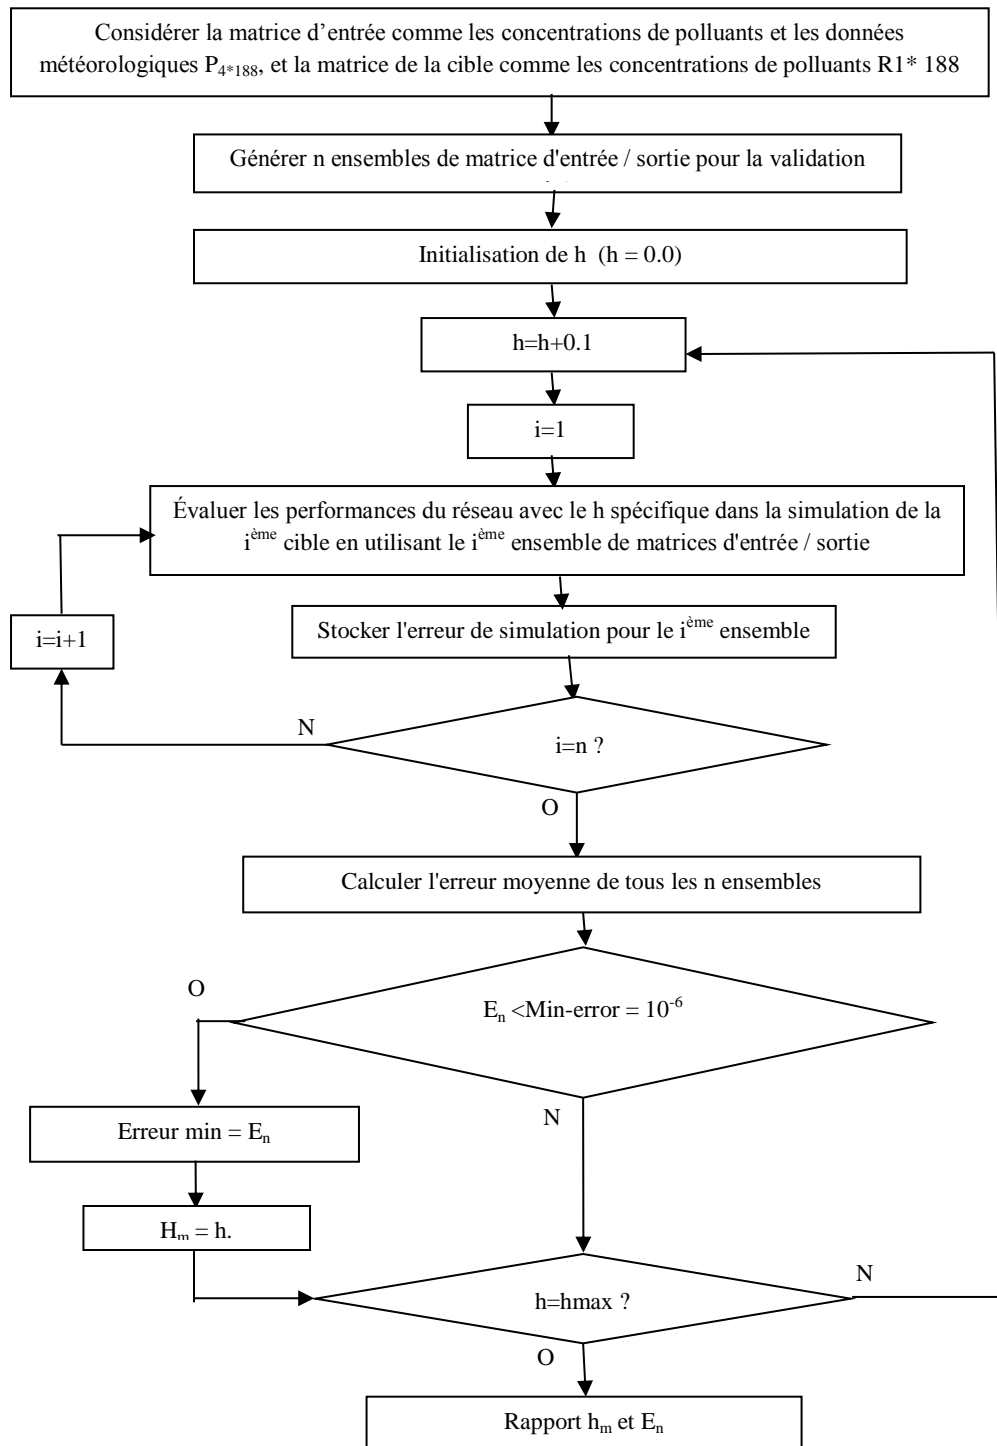 Considérer la matrice d’entrée comme les concentrations de polluants et les données
météorologiques P4*188, et la matrice de la cible comme les concentrations de polluants R1* 188
Générer n ensembles de matrice d'entrée / sortie pour la validation
Initialisation de h (h = 0.0)
h=h+0.1
i=1
Évaluer les performances du réseau avec le h spécifique dans la simulation de la
ième cible en utilisant le ième ensemble de matrices d'entrée / sortie
i=i+1
Stocker l'erreur de simulation pour le ième ensemble
N
i=n ?
O
Calculer l'erreur moyenne de tous les n ensembles
O
En <Min-error = 10-6
N
Erreur min = En
Hm = h.
N
h=hmax ?
O
Rapport hm et En